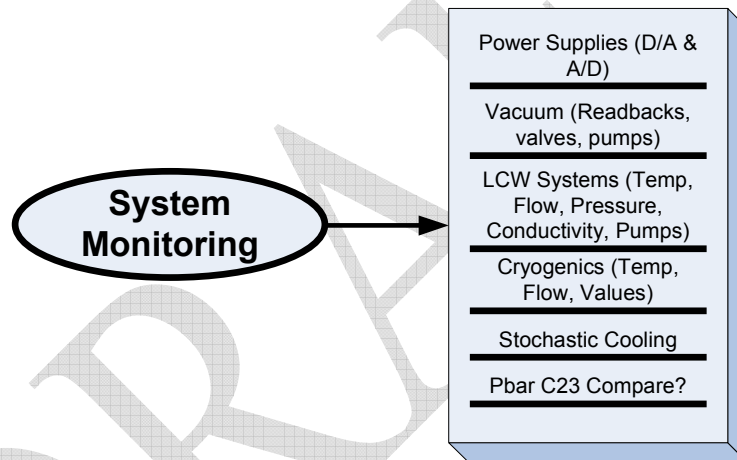 System
Monitoring
Power Supplies (D/A &
A/D)
Vacuum (Readbacks,
valves, pumps)
LCW Systems (Temp,
Flow, Pressure,
Conductivity, Pumps)
Cryogenics (Temp,
Flow, Values)
Stochastic Cooling
Pbar C23 Compare?